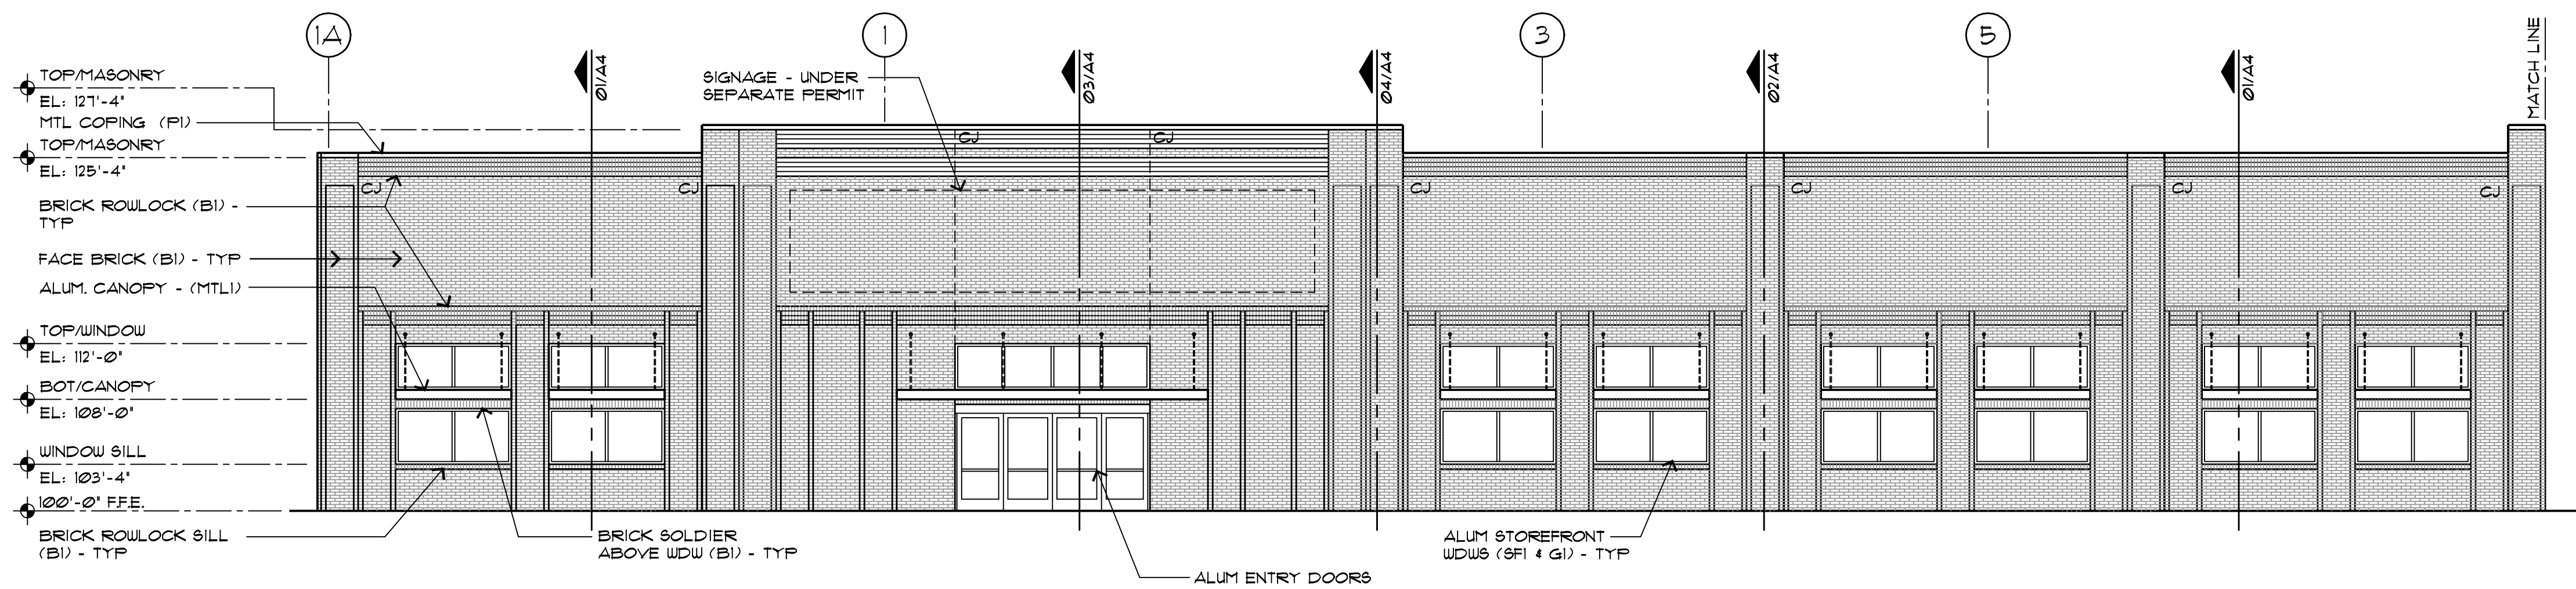 1A
1
3
5
MATCH LINE
01/A4
03/A4
04/A4
02/A4
01/A4
TOP/MASONRY
EL: 127'-4"
MTL COPING (P1)
TOP/MASONRY
EL: 125'-4"
BRICK ROWLOCK (B1) -
TYP
FACE BRICK (B1) - TYP
ALUM. CANOPY - (MTL1)
TOP/WINDOW
EL: 112'-0"
BOT/CANOPY
EL: 108'-0"
WINDOW SILL
EL: 103'-4"
100'-0" F.F.E.
BRICK ROWLOCK SILL
(B1) - TYP
SIGNAGE - UNDER
SEPARATE PERMIT
CJ
CJ
CJ
CJ
CJ
CJ
CJ
CJ
BRICK SOLDIER
ABOVE WDW (B1) - TYP
ALUM ENTRY DOORS
ALUM STOREFRONT
WDWS (SF1 & G1) - TYP